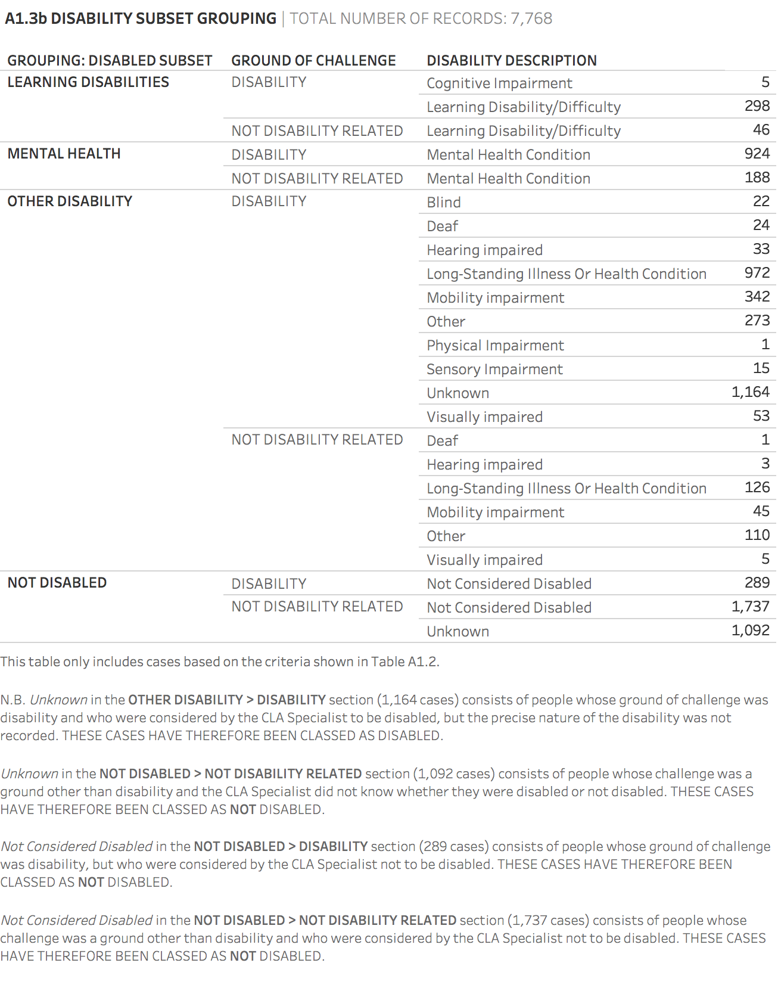 A1.3b DISABILITY SUBSET GROUPING | TOTAL NUMBER OF RECORDS: 7,768
GROUPING: DISABLED SUBSET GROUND OF CHALLENGE DISABILITY DESCRIPTION
LEARNING DISABILITIES DISABILITY Cognitive Impairment 5
Learning Disability/Difficulty 298
NOT DISABILITY RELATED Learning Disability/Difficulty 46
MENTAL HEALTH DISABILITY Mental Health Condition 924
NOT DISABILITY RELATED Mental Health Condition 188
OTHER DISABILITY DISABILITY Blind 22
Deaf 24
Hearing impaired 33
Long-Standing Illness Or Health Condition 972
Mobility impairment 342
Other 273
Physical Impairment 1
Sensory Impairment 15
Unknown 1,164
Visually impaired 53
NOT DISABILITY RELATED Deaf 1
Hearing impaired 3
Long-Standing Illness Or Health Condition 126
Mobility impairment 45
Other 110
Visually impaired 5
NOT DISABLED DISABILITY Not Considered Disabled 289
NOT DISABILITY RELATED Not Considered Disabled 1,737
Unknown 1,092
This table only includes cases based on the criteria shown in Table A1.2.
N.B. Unknown in the OTHER DISABILITY > DISABILITY section (1,164 cases) consists of people whose ground of challenge was
disability and who were considered by the CLA Specialist to be disabled, but the precise nature of the disability was not
recorded. THESE CASES HAVE THEREFORE BEEN CLASSED AS DISABLED.
Unknown in the NOT DISABLED > NOT DISABILITY RELATED section (1,092 cases) consists of people whose challenge was a
ground other than disability and the CLA Specialist did not know whether they were disabled or not disabled. THESE CASES
HAVE THEREFORE BEEN CLASSED AS NOT DISABLED.
Not Considered Disabled in the NOT DISABLED > DISABILITY section (289 cases) consists of people whose ground of challenge
was disability, but who were considered by the CLA Specialist not to be disabled. THESE CASES HAVE THEREFORE BEEN
CLASSED AS NOT DISABLED.
Not Considered Disabled in the NOT DISABLED > NOT DISABILITY RELATED section (1,737 cases) consists of people whose
challenge was a ground other than disability and who were considered by the CLA Specialist not to be disabled. THESE CASES
HAVE THEREFORE BEEN CLASSED AS NOT DISABLED.